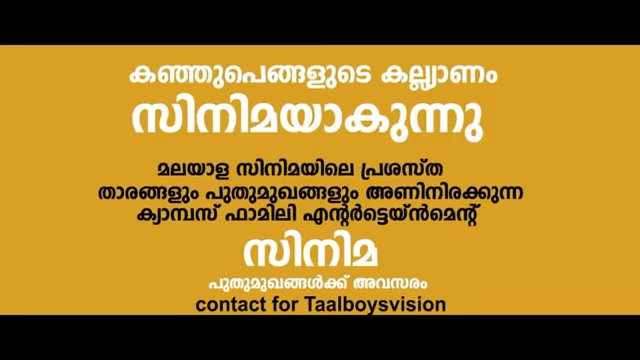 കഞ്ഞുപെങ്ങളുടെ കല്ല്യാണം
സിനിമയാകുന്നു
മലയാള സിനിമയിലെ പ്രശസ്ത
താരങ്ങളും പുതുമുഖങ്ങളും അണിനിരക്കുന്ന
ക്യാമ്പസ് ഫാമിലി എന്റർട്ടെയ്ൻമെന്റ്
സിനിമ
പുതുമുഖങ്ങൾക്ക് അവസരം
contact for Taalboysvision